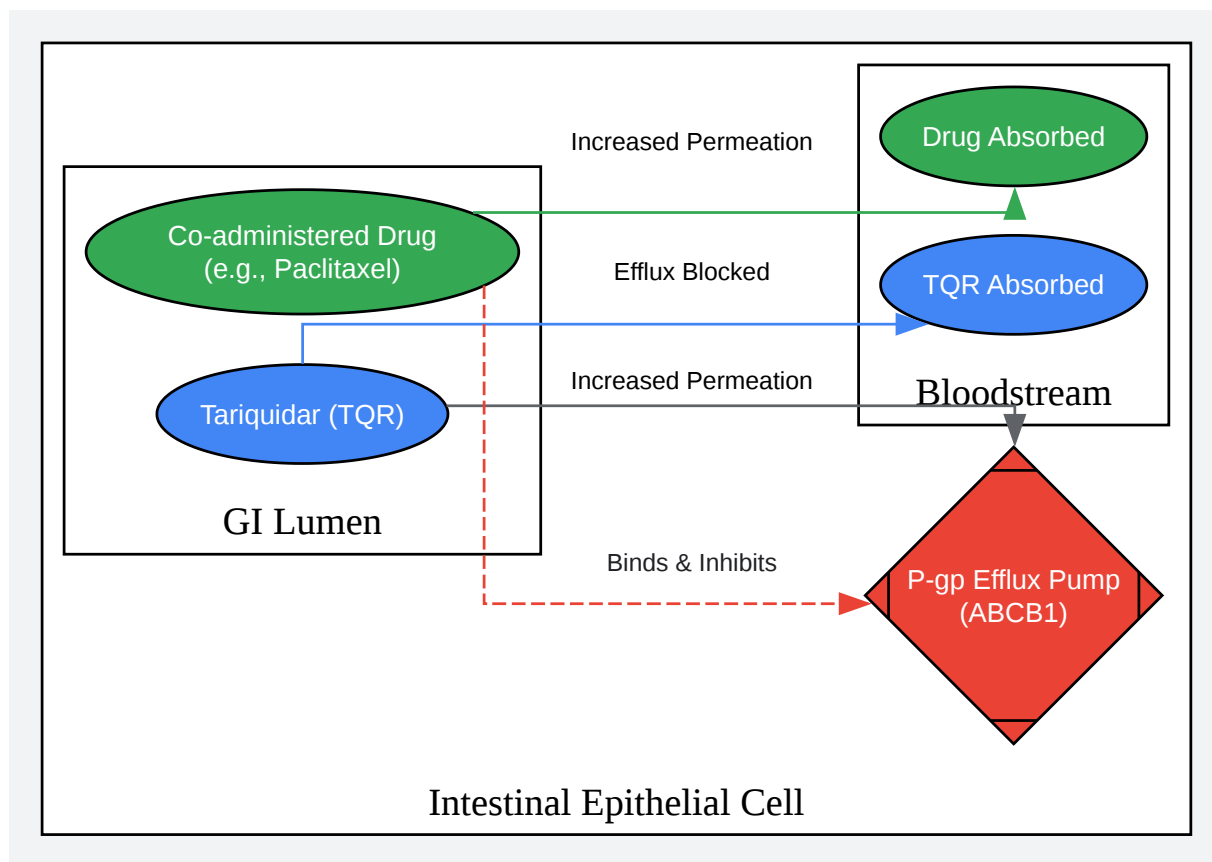 Increased Permeation
Drug Absorbed
Co-administered Drug
(e.g., Paclitaxel)
Efflux Blocked
TQR Absorbed
Increased Permeation
Bloodstream
Tariquidar (TQR)
GI Lumen
Binds & Inhibits
P-gp Efflux Pump
(ABCB1)
Intestinal Epithelial Cell